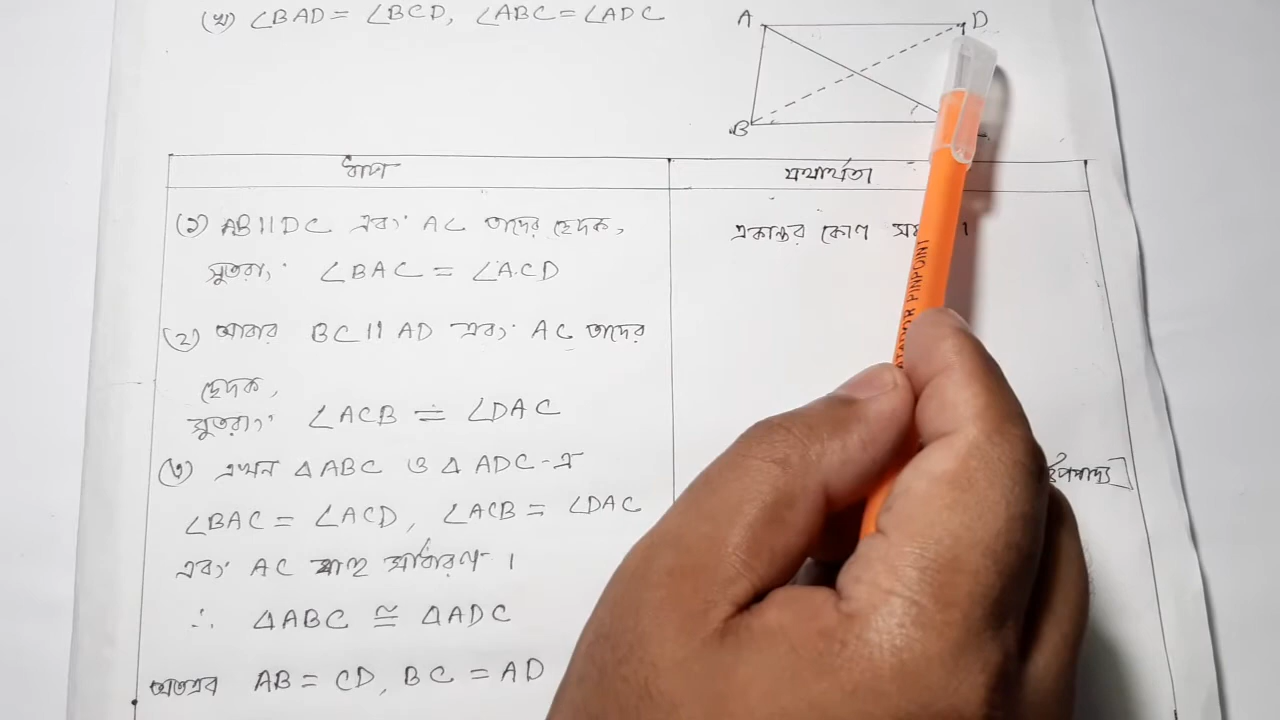 (খ) ∠BAD = ∠BCD, ∠ABC = ∠ADC
A D
B
ধাপ যথার্থতা
(১) AB || DC এবং AC তাদের ছেদক, একান্তর কোণ
সুতরাং ∠BAC = ∠ACD
(২) আবার BC || AD এবং AC তাদের
ছেদক,
সুতরাং ∠ACB = ∠DAC
(৩) এখন ΔABC ও ΔADC-এ
∠BAC = ∠ACD, ∠ACB = ∠DAC
এবং AC বাহু সাধারণ।
∴ ΔABC ≅ ΔADC
অতএব AB = CD, BC = AD
MATADOR PINPOINT